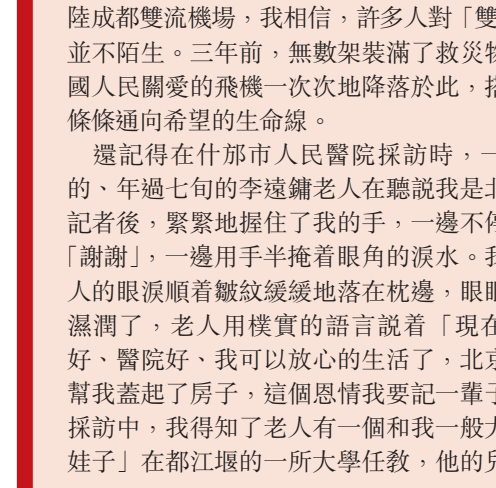 陸成都雙流機場，我相信，許多人對「雙
並不陌生。三年前，無數架裝滿了救災物
國人民關愛的飛機一次次地降落於此，搭
條條通向希望的生命線。
還記得在什邡市人民醫院採訪時，一
的、年過七旬的李遠鏞老人在聽説我是北
記者後，緊緊地握住了我的手，一邊不停
「謝謝」，一邊用手半掩着眼角的淚水。我
人的眼淚順着皺紋緩緩地落在枕邊，眼眶
濕潤了，老人用樸實的語言説着「現在
好、醫院好、我可以放心的生活了，北京
幫我蓋起了房子，這個恩情我要記一輩子
採訪中，我得知了老人有一個和我一般大
娃子」在都江堰的一所大學任教，他的兒